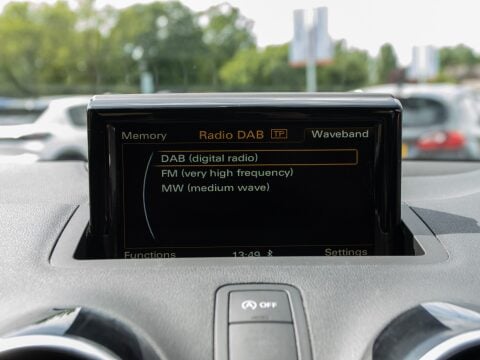 Memory Radio DAB TP Waveband
DAB (digital radio)
FM (very high frequency)
MW (medium wave)
Functions 13:49 Settings
A OFF